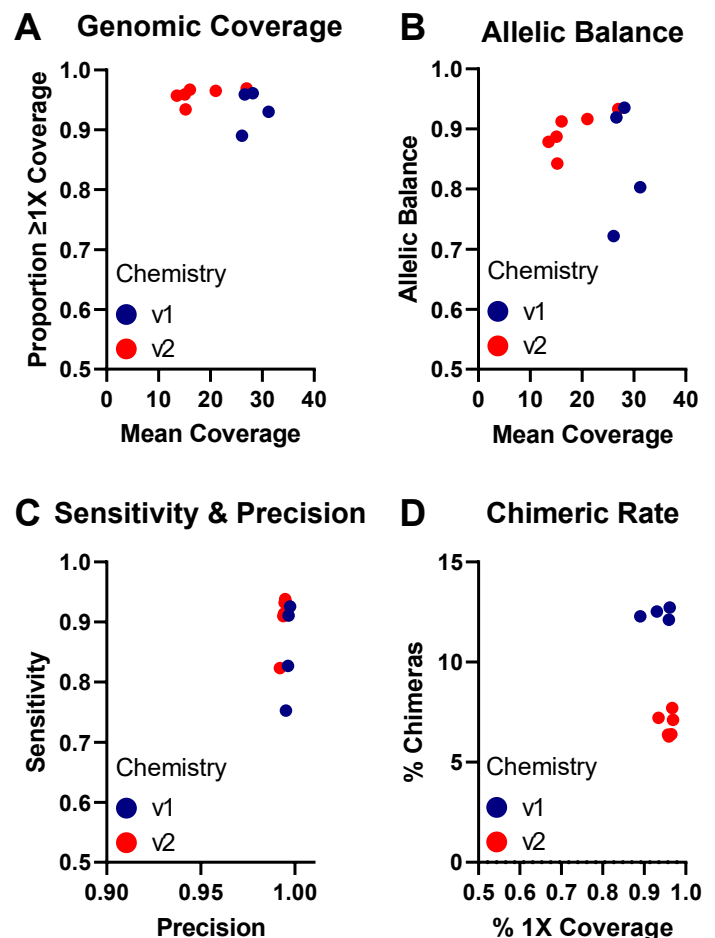 A Genomic Coverage
Proportion ≥1X Coverage
1.0
0.9
0.8
0.7
0.6
0.5
Chemistry
v1
v2
0 10 20 30 40
Mean Coverage
B Allelic Balance
Allelic Balance
1.0
0.9
0.8
0.7
0.6
0.5
Chemistry
v1
v2
0 10 20 30 40
Mean Coverage
C Sensitivity & Precision
Sensitivity
1.0
0.9
0.8
0.7
0.6
0.5
Chemistry
v1
v2
0.90 0.95 1.00
Precision
D Chimeric Rate
% Chimeras
15
10
5
0
Chemistry
v1
v2
0.5 0.6 0.7 0.8 0.9 1.0
% 1X Coverage